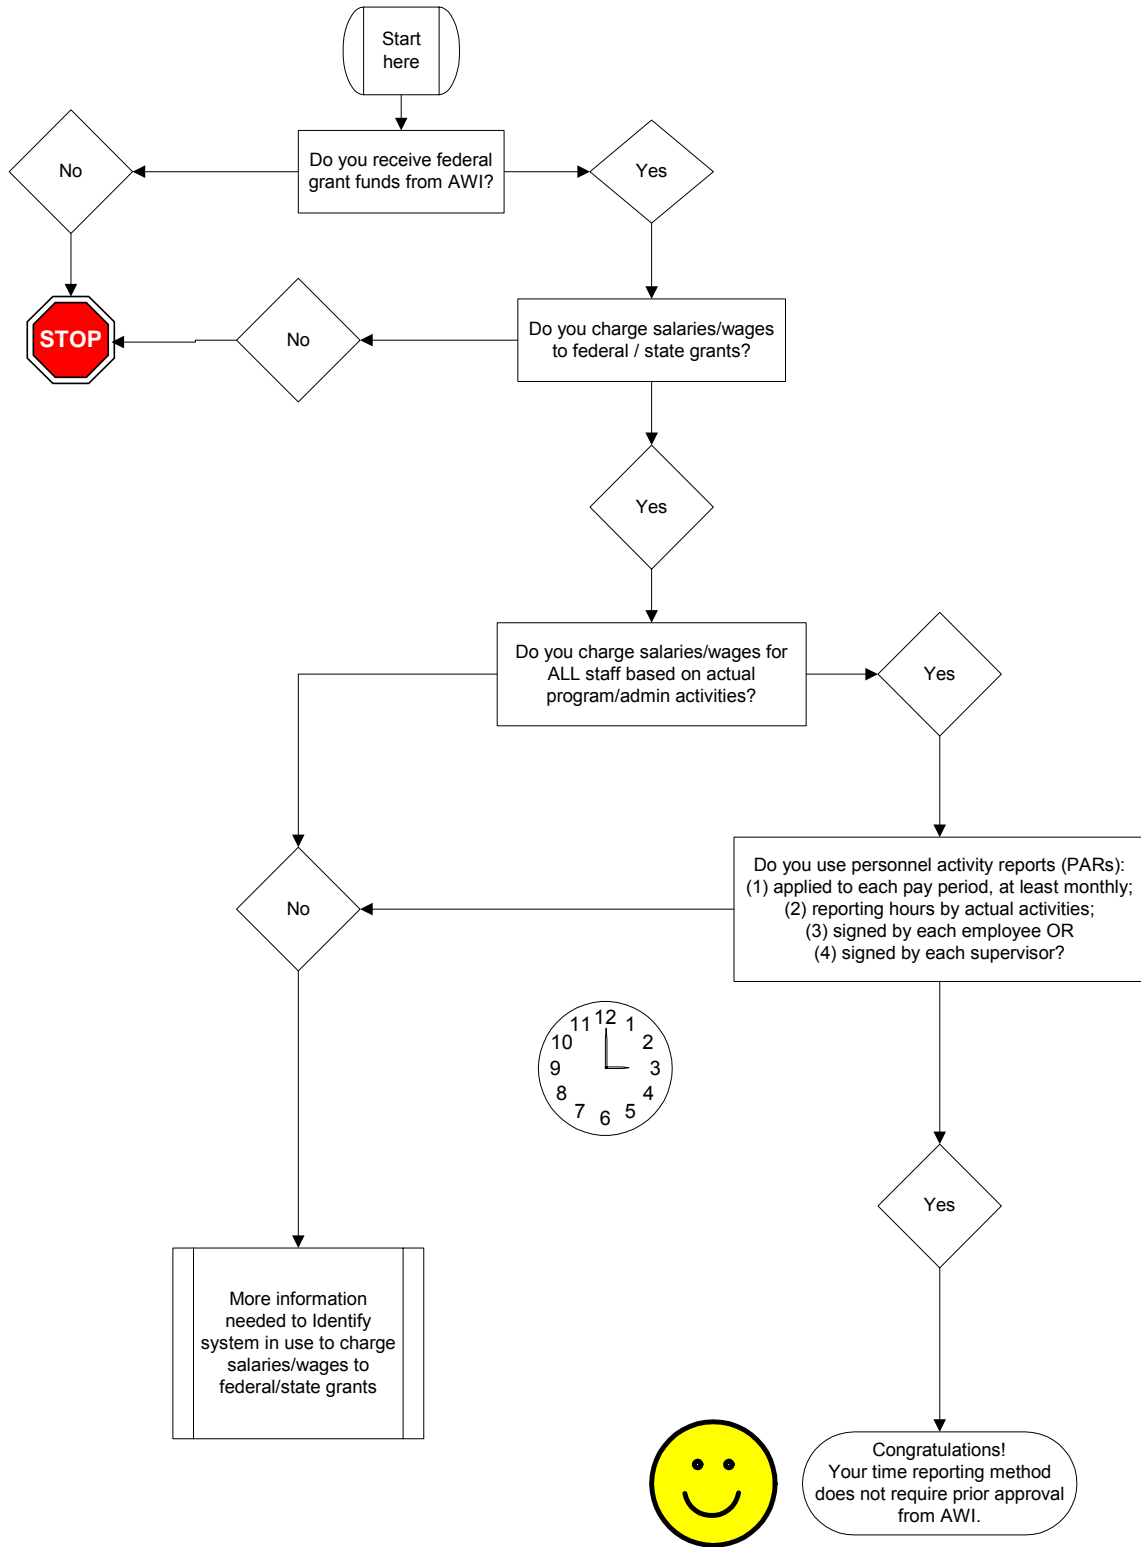 Start
here
Do you receive federal
grant funds from AWI?
No
Yes
STOP
No
Do you charge salaries/wages
to federal / state grants?
Yes
Do you charge salaries/wages for
ALL staff based on actual
program/admin activities?
Yes
No
Do you use personnel activity reports (PARs):
(1) applied to each pay period, at least monthly;
(2) reporting hours by actual activities;
(3) signed by each employee OR
(4) signed by each supervisor?
12
1
2
3
4
5
6
7
8
9
10
11
Yes
More information
needed to Identify
system in use to charge
salaries/wages to
federal/state grants
Congratulations!
Your time reporting method
does not require prior approval
from AWI.